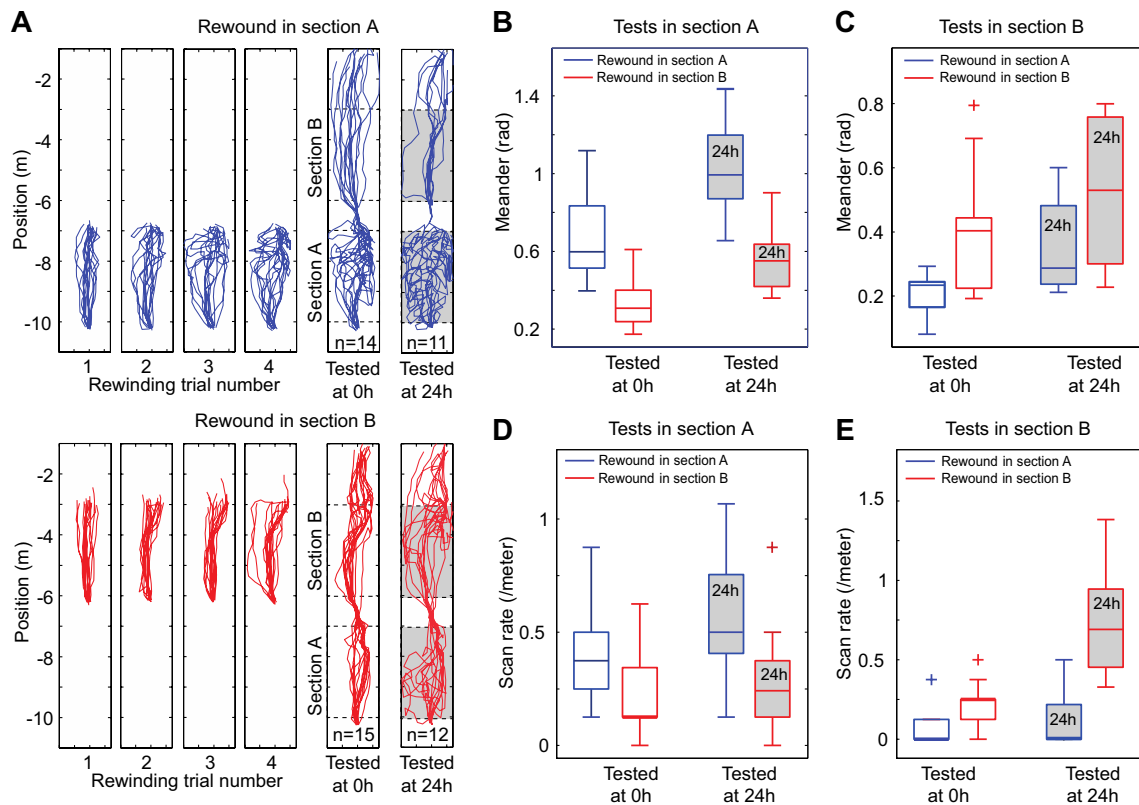 A
Rewound in section A
Position (m)
-2
-4
-6
-8
-10
Section B
Section A
n=14
n=11
1
2
3
4
Rewinding trial number
Tested
at 0h
Tested
at 24h
Rewound in section B
Position (m)
-2
-4
-6
-8
-10
Section B
Section A
n=15
n=12
1
2
3
4
Rewinding trial number
Tested
at 0h
Tested
at 24h
B
Tests in section A
Rewound in section A
Rewound in section B
Meander (rad)
1.4
1
0.6
0.2
24h
24h
Tested
at 0h
Tested
at 24h
C
Tests in section B
Rewound in section A
Rewound in section B
Meander (rad)
0.8
0.6
0.4
0.2
24h
24h
Tested
at 0h
Tested
at 24h
D
Tests in section A
Rewound in section A
Rewound in section B
Scan rate (/meter)
1
0.5
0
24h
24h
Tested
at 0h
Tested
at 24h
E
Tests in section B
Rewound in section A
Rewound in section B
Scan rate (/meter)
1.5
1
0.5
0
24h
24h
Tested
at 0h
Tested
at 24h